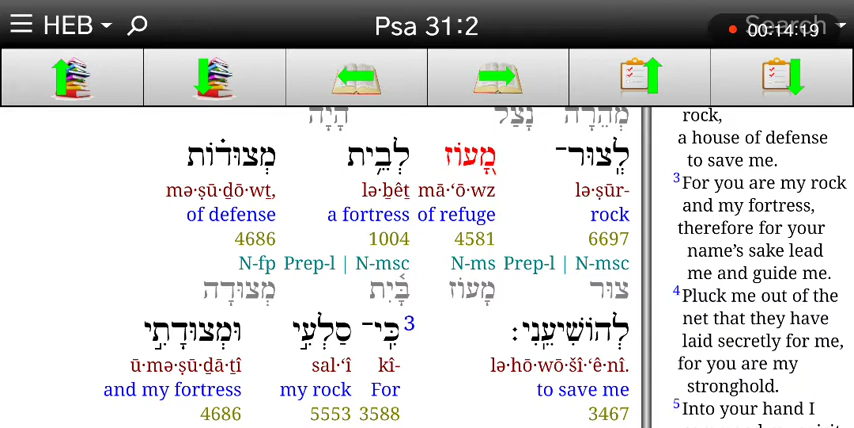 HEB Psa 31:2 Search
00:14:19
מְהֵרָה נָצַל הָיָה
לְֽצוּר־ מָ֭עוֹז לְבֵ֥ית מְצוּד֗וֹת
lə·ṣūr- mā·‘ō·wz lə·ḇêṯ mə·ṣū·ḏō·wṯ,
rock of refuge a fortress of defense
6697 4581 1004 4686
Prep-l | N-msc N-ms Prep-l | N-msc N-fp
צוּר מָעוֹז בַּ֫יִת מְצוּדָה
לְהוֹשִׁיעֵֽנִי׃ 3 כִּֽי־ סַלְעִ֣י וּמְצוּדָתִ֣י
lə·hō·wō·šî·‘ê·nî. kî- sal·‘î ū·mə·ṣū·ḏā·ṯî
to save me For my rock and my fortress
3467 3588 5553 4686
rock,
a house of defense
to save me.
3 For you are my rock
and my fortress,
therefore for your
name’s sake lead
me and guide me.
4 Pluck me out of the
net that they have
laid secretly for me,
for you are my
stronghold.
5 Into your hand I